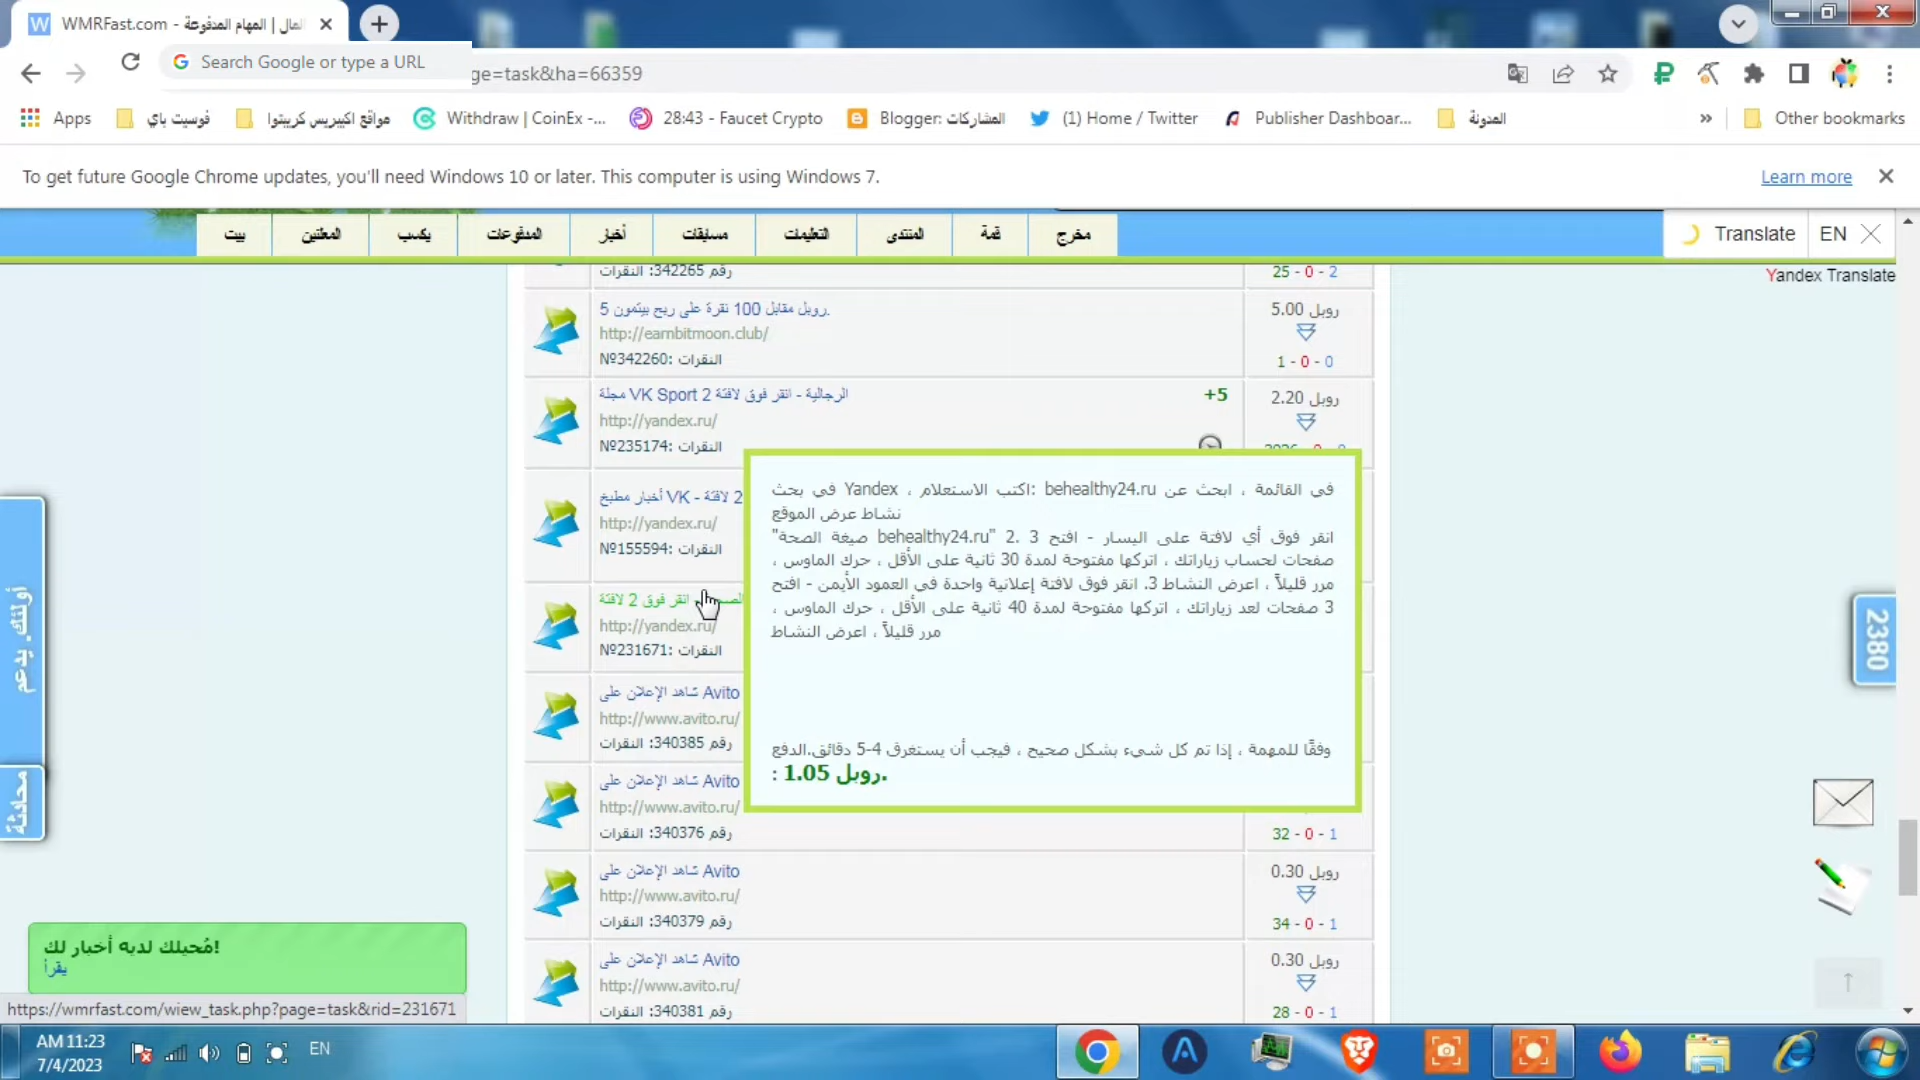 WMRFast.com - المال | المهام المدفوعة
Search Google or type a URL
ge=task&ha=66359
Apps
فوسيت باي
مواقع اكبيريس كريبتوا
Withdraw | CoinEx -...
28:43 - Faucet Crypto
Blogger: المشاركات
(1) Home / Twitter
Publisher Dashboar...
المدونة
»
Other bookmarks
To get future Google Chrome updates, you'll need Windows 10 or later. This computer is using Windows 7.
Learn more
بيت
المعلنين
يكسب
المدفوعات
أخبار
مسابقات
التعليمات
المنتدى
قمة
مخرج
Translate
EN
Yandex Translate
رقم 342265: النقرات
25 - 0 - 2
5 روبل مقابل 100 نقرة على ربح بيتمون.
http://earnbitmoon.club/
№342260: النقرات
5.00 روبل
1 - 0 - 0
مجلة VK Sport الرجالية - انقر فوق لافتة 2
+5
http://yandex.ru/
№235174: النقرات
2.20 روبل
أخبار مطبخ VK - 2 لافتة
http://yandex.ru/
№155594: النقرات
انقر فوق 2 لافتة
http://yandex.ru/
№231671: النقرات
في القائمة ، ابحث عن behealthy24.ru :اكتب الاستعلام ، Yandex في بحث
نشاط عرض الموقع
انقر فوق أي لافتة على اليسار - افتح 3 .2 "behealthy24.ru صيغة الصحة"
صفحات لحساب زياراتك ، اتركها مفتوحة لمدة 30 ثانية على الأقل ، حرك الماوس ،
مرر قليلاً ، اعرض النشاط 3. انقر فوق لافتة إعلانية واحدة في العمود الأيمن - افتح
3 صفحات لعد زياراتك ، اتركها مفتوحة لمدة 40 ثانية على الأقل ، حرك الماوس ،
مرر قليلاً ، اعرض النشاط
وفقًا للمهمة ، إذا تم كل شيء بشكل صحيح ، فيجب أن يستغرق 4-5 دقائق.الدفع
: 1.05 روبل.
شاهد الإعلان على Avito
http://www.avito.ru/
رقم 340385: النقرات
شاهد الإعلان على Avito
http://www.avito.ru/
رقم 340376: النقرات
32 - 0 - 1
شاهد الإعلان على Avito
http://www.avito.ru/
رقم 340379: النقرات
0.30 روبل
34 - 0 - 1
شاهد الإعلان على Avito
http://www.avito.ru/
رقم 340381: النقرات
0.30 روبل
28 - 0 - 1
أولئك. يدعم
محادثة
2380
مُحيلك لديه أخبار لك!
يقرأ
https://wmrfast.com/wiew_task.php?page=task&rid=231671
AM 11:23
7/4/2023
EN